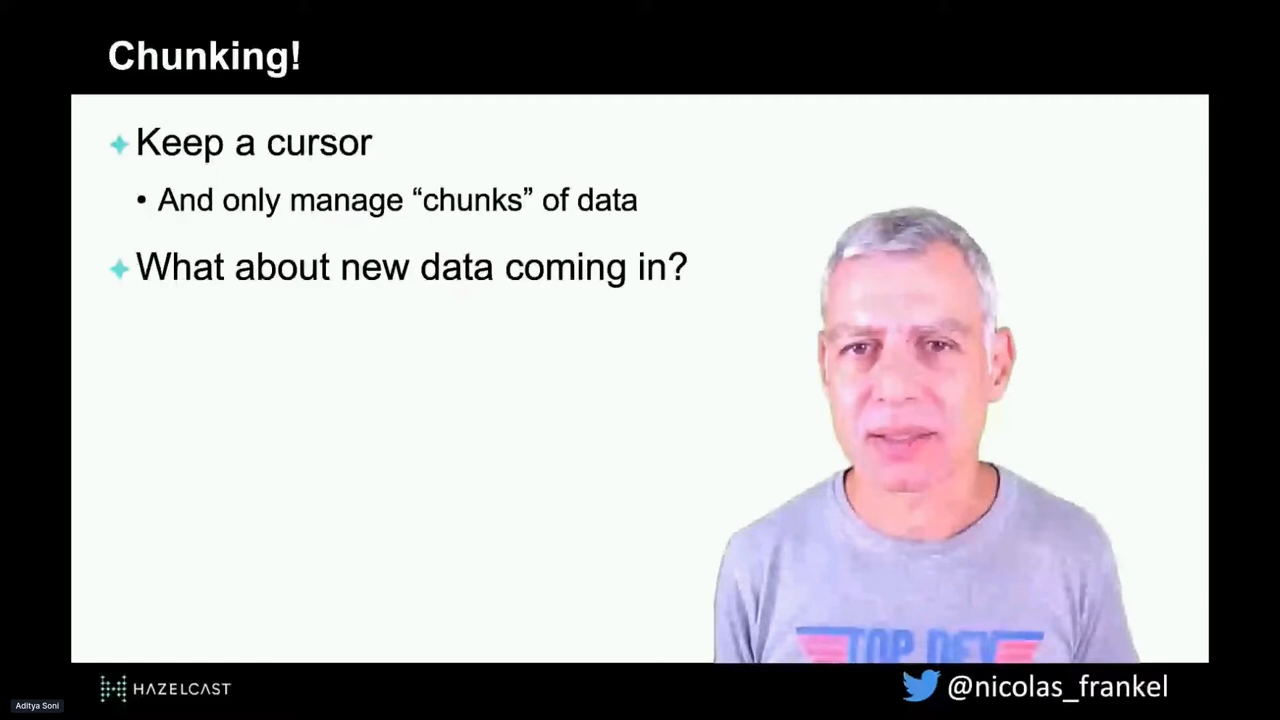 Chunking!
Keep a cursor
And only manage “chunks” of data
What about new data coming in?
TOP DEV
HAZELCAST
@nicolas_frankel
Aditya Soni